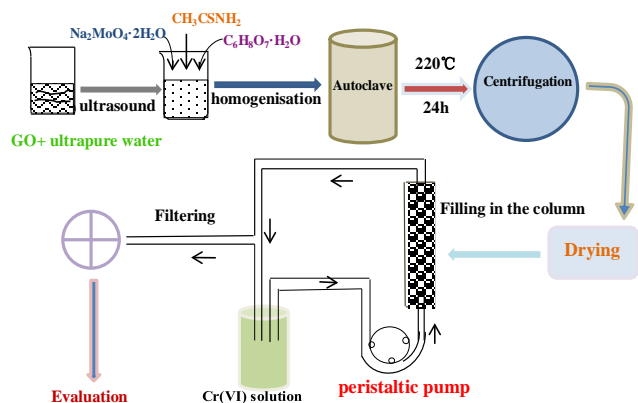 CH₃CSNH₂
Na₂MoO₄·2H₂O
C₆H₈O₇·H₂O
ultrasound
homogenisation
GO+ ultrapure water
Autoclave
220℃
24h
Centrifugation
Filling in the column
Drying
Filtering
Evaluation
Cr(VI) solution
peristaltic pump